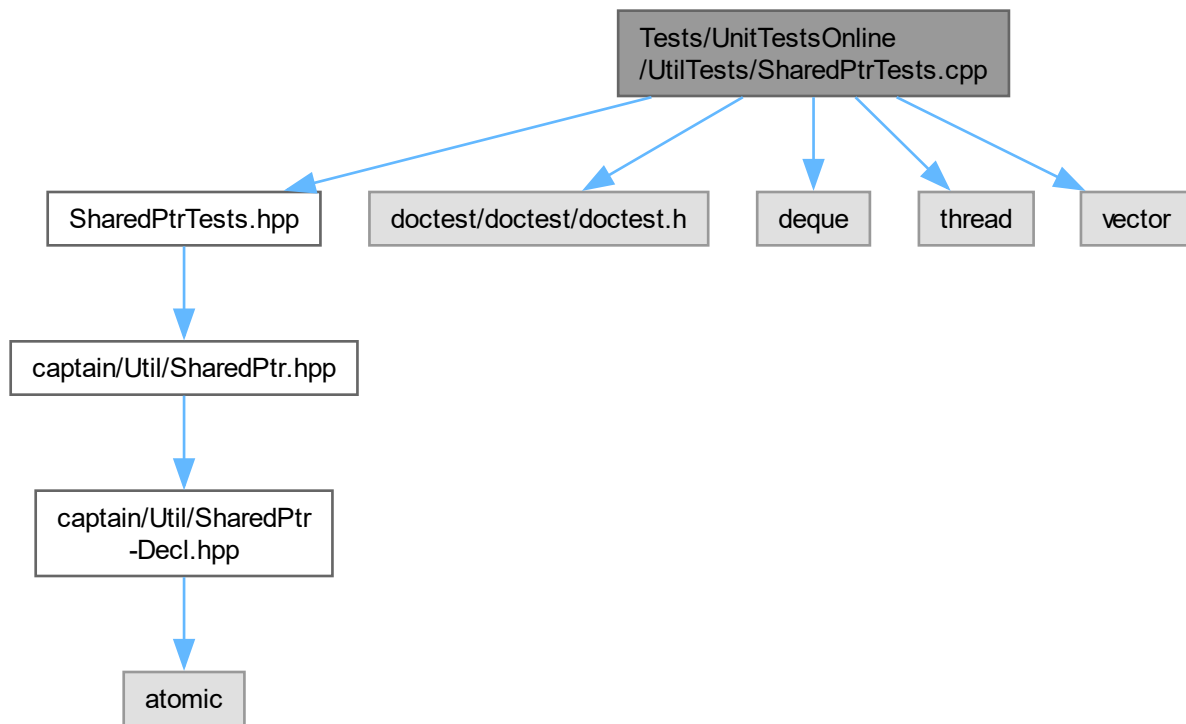 Tests/UnitTestsOnline
/UtilTests/SharedPtrTests.cpp
SharedPtrTests.hpp
doctest/doctest/doctest.h
deque
thread
vector
captain/Util/SharedPtr.hpp
captain/Util/SharedPtr
-Decl.hpp
atomic